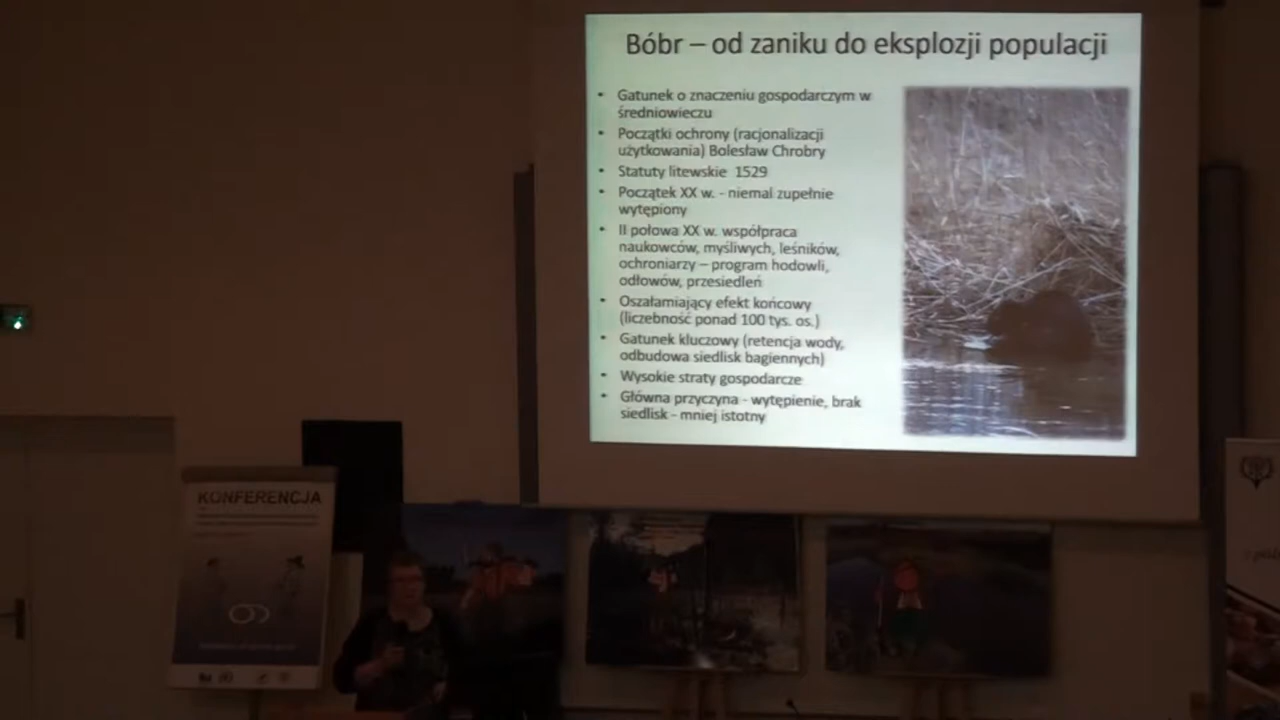 Bóbr – od zaniku do eksplozji populacji
• Gatunek o znaczeniu gospodarczym w
średniowieczu
• Początki ochrony (racjonalizacji
użytkowania) Bolesław Chrobry
• Statuty litewskie 1529
• Początek XX w. - niemal zupełnie
wytępiony
• II połowa XX w. współpraca
naukowców, myśliwych, leśników,
ochroniarzy – program hodowli,
odłowów, przesiedleń
• Oszałamiający efekt końcowy
(liczebność ponad 100 tys. os.)
• Gatunek kluczowy (retencja wody,
odbudowa siedlisk bagiennych)
• Wysokie straty gospodarcze
• Główna przyczyna - wytępienie, brak
siedlisk - mniej istotny
KONFERENCJA